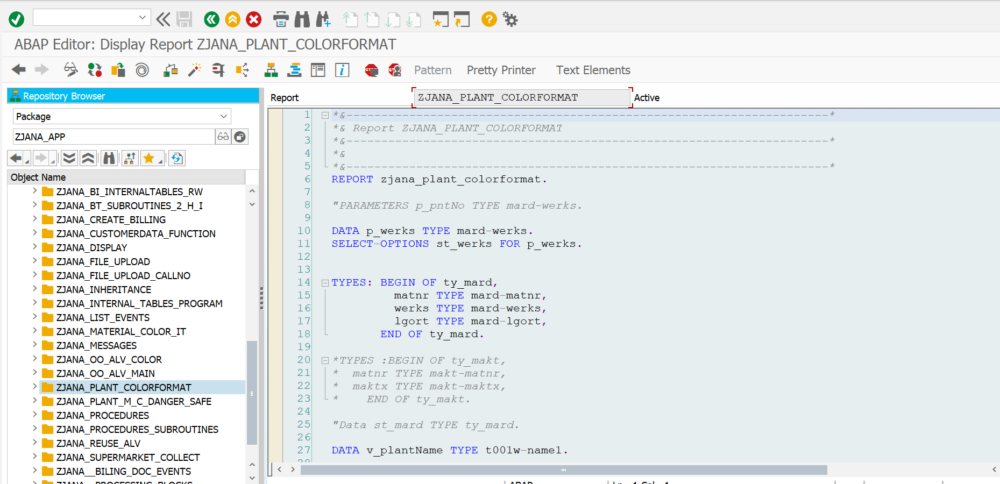 ABAP Editor: Display Report ZJANA_PLANT_COLORFORMAT
Pattern Pretty Printer Text Elements
Repository Browser
Package
ZJANA_APP
Object Name
ZJANA_BI_INTERNALTABLES_RW
ZJANA_BT_SUBROUTINES_2_H_I
ZJANA_CREATE_BILLING
ZJANA_CUSTOMERDATA_FUNCTION
ZJANA_DISPLAY
ZJANA_FILE_UPLOAD
ZJANA_FILE_UPLOAD_CALLNO
ZJANA_INHERITANCE
ZJANA_INTERNAL_TABLES_PROGRAM
ZJANA_LIST_EVENTS
ZJANA_MATERIAL_COLOR_IT
ZJANA_MESSAGES
ZJANA_OO_ALV_COLOR
ZJANA_OO_ALV_MAIN
ZJANA_PLANT_COLORFORMAT
ZJANA_PLANT_M_C_DANGER_SAFE
ZJANA_PROCEDURES
ZJANA_PROCEDURES_SUBROUTINES
ZJANA_REUSE_ALV
ZJANA_SUPERMARKET_COLLECT
ZJANA__BILING_DOC_EVENTS
Report ZJANA_PLANT_COLORFORMAT Active
1 *&---------------------------------------------------------------------*
2 *& Report ZJANA_PLANT_COLORFORMAT
3 *&---------------------------------------------------------------------*
4 *&
5 *&---------------------------------------------------------------------*
6 REPORT zjana_plant_colorformat.
7
8 "PARAMETERS p_pntNo TYPE mard-werks.
9
10 DATA p_werks TYPE mard-werks.
11 SELECT-OPTIONS st_werks FOR p_werks.
12
13
14 TYPES: BEGIN OF ty_mard,
15 matnr TYPE mard-matnr,
16 werks TYPE mard-werks,
17 lgort TYPE mard-lgort,
18 END OF ty_mard.
19
20 *TYPES :BEGIN OF ty_makt,
21 * matnr TYPE makt-matnr,
22 * maktx TYPE makt-maktx,
23 * END OF ty_makt.
24
25 "Data st_mard TYPE ty_mard.
26
27 DATA v_plantName TYPE t001w-name1.